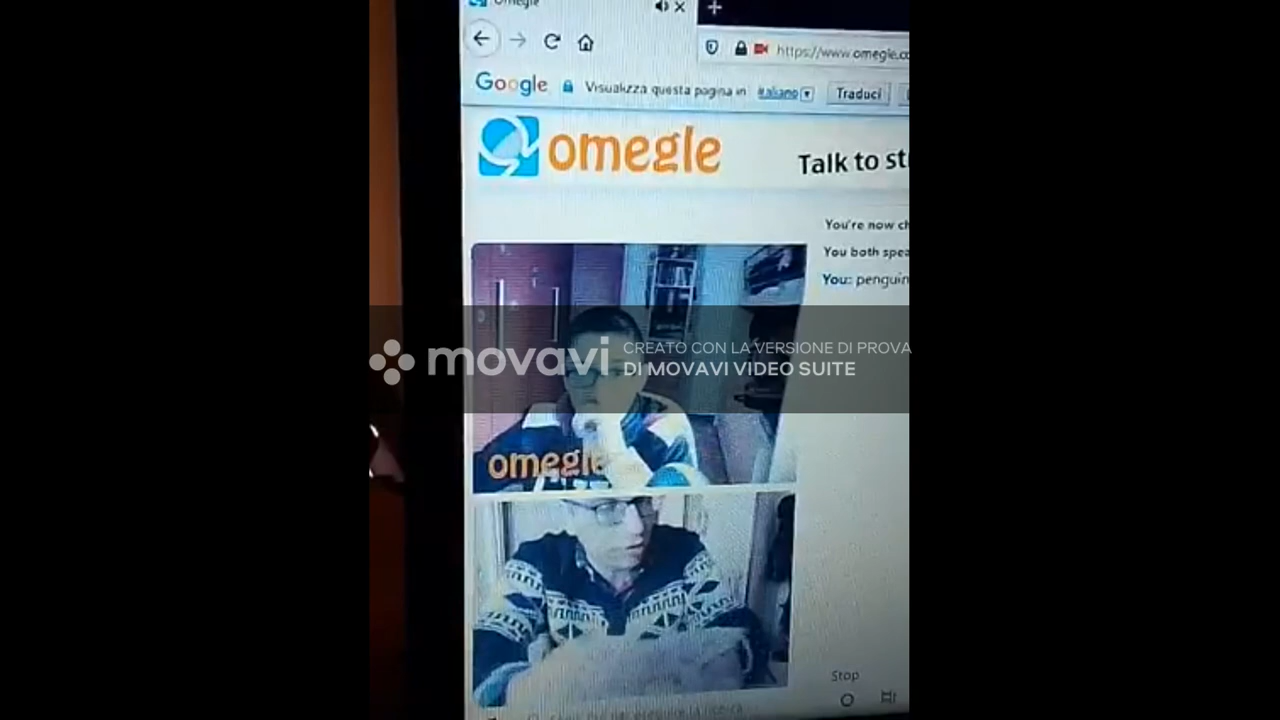 Omegle
https://www.omegle.co
Google Visualizza questa pagina in italiano Traduci
omegle
Talk to st
You're now ch
You both spea
You: penguin
movavi
CREATO CON LA VERSIONE DI PROVA
DI MOVAVI VIDEO SUITE
omegle
Stop